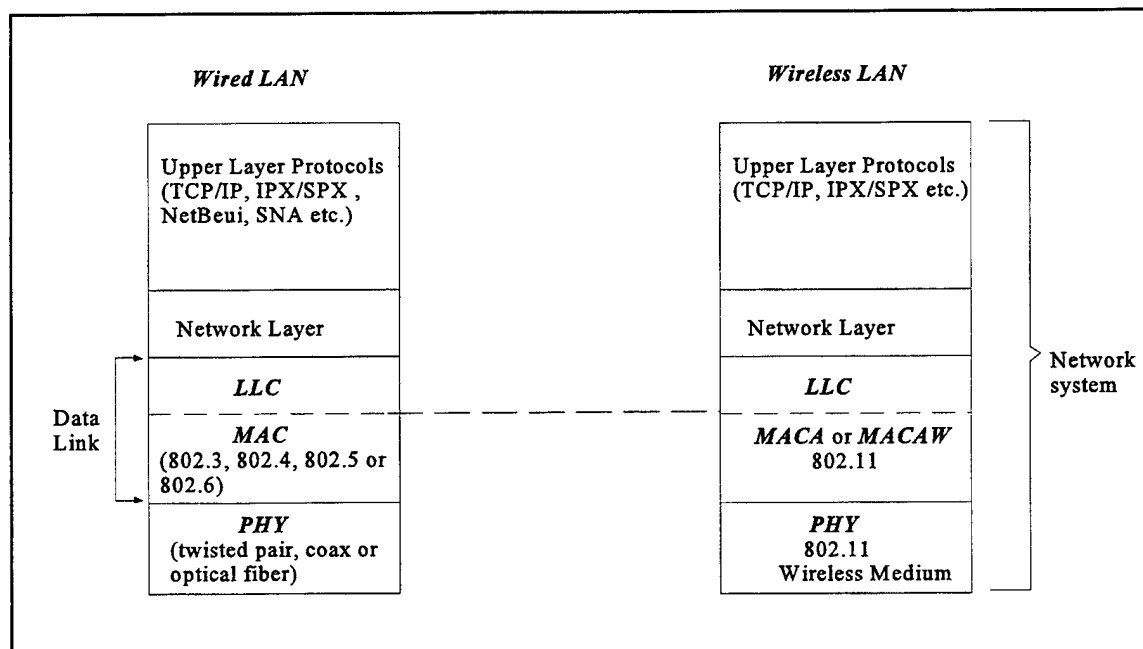 Wired LAN
Wireless LAN
Upper Layer Protocols
(TCP/IP, IPX/SPX ,
NetBeui, SNA etc.)
Upper Layer Protocols
(TCP/IP, IPX/SPX etc.)
Network Layer
Network Layer
LLC
LLC
Network
system
Data
Link
MAC
(802.3, 802.4, 802.5 or
802.6)
MACA or MACAW
802.11
PHY
(twisted pair, coax or
optical fiber)
PHY
802.11
Wireless Medium